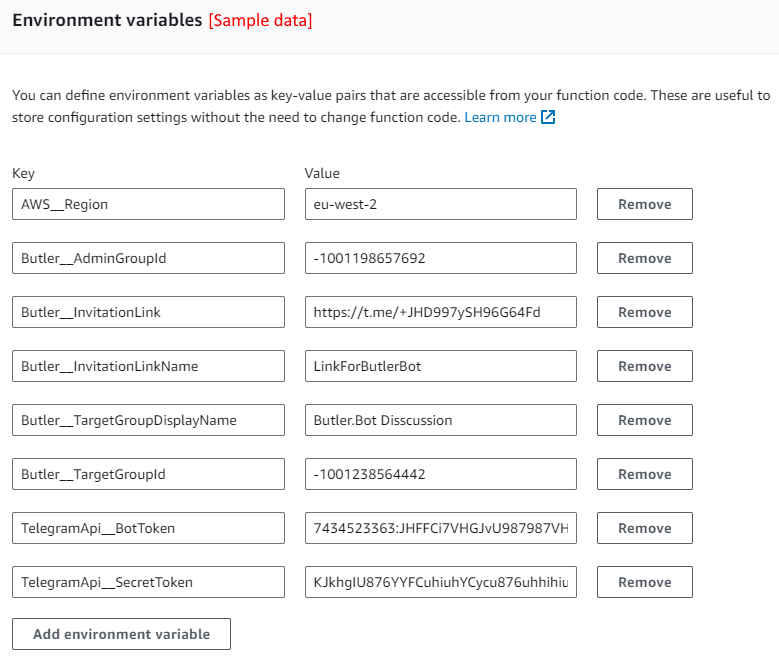 Environment variables [Sample data]
You can define environment variables as key-value pairs that are accessible from your function code. These are useful to
store configuration settings without the need to change function code. Learn more
Key Value
AWS__Region eu-west-2 Remove
Butler__AdminGroupId -1001198657692 Remove
Butler__InvitationLink https://t.me/+JHD997ySH96G64Fd Remove
Butler__InvitationLinkName LinkForButlerBot Remove
Butler__TargetGroupDisplayName Butler.Bot Disscussion Remove
Butler__TargetGroupId -1001238564442 Remove
TelegramApi__BotToken 7434523363:JHFFCi7VHGJvU987987VH Remove
TelegramApi__SecretToken KJkhgIU876YYFCuhiuhYCycu876uhhihiu Remove
Add environment variable